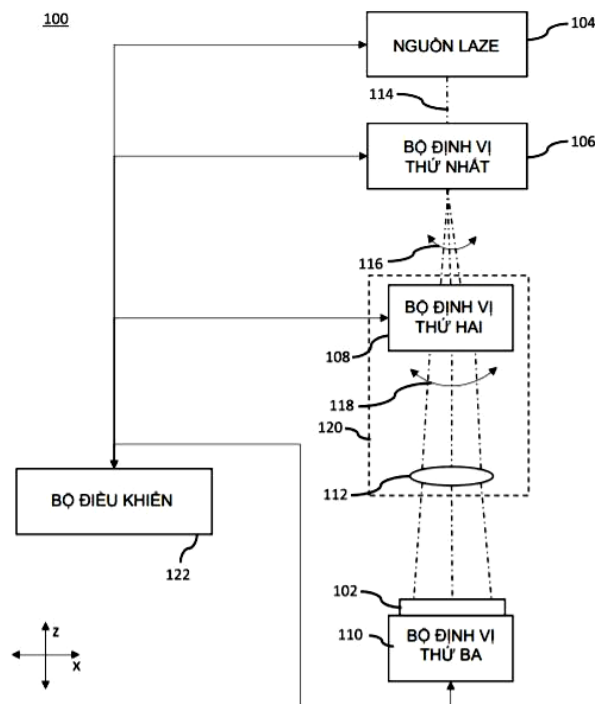 100
NGUỒN LAZE
104
114
BỘ ĐỊNH VỊ
THỨ NHẤT
106
116
BỘ ĐỊNH VỊ
THỨ HAI
108
118
120
112
BỘ ĐIỀU KHIỂN
122
102
110
BỘ ĐỊNH VỊ
THỨ BA
Z
X